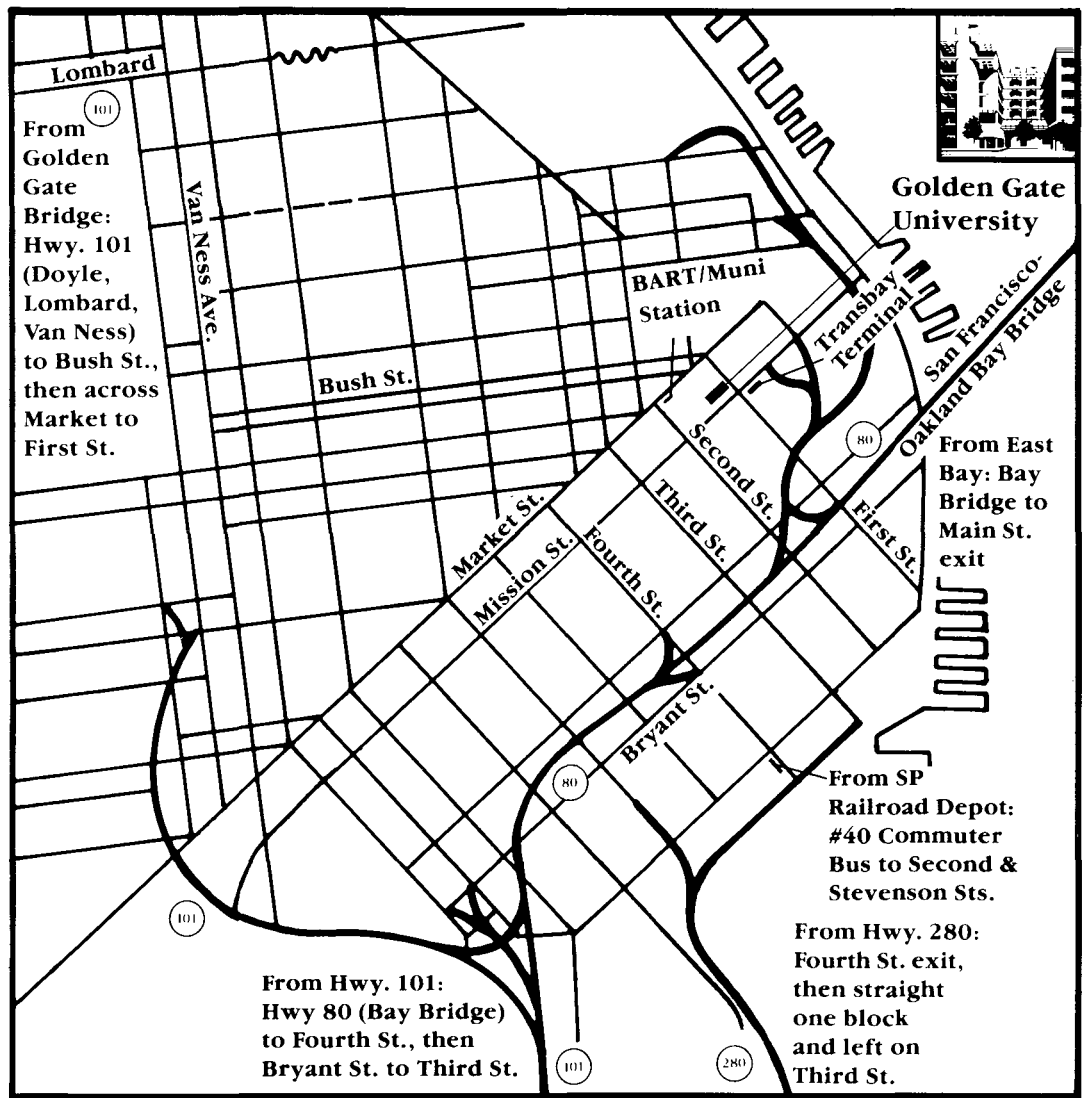 Lombard
101
From
Golden
Gate
Bridge:
Hwy. 101
(Doyle,
Lombard,
Van Ness)
to Bush St.,
then across
Market to
First St.
Van Ness Ave.
Bush St.
BART/Muni
Station
Golden Gate
University
Transbay
Terminal
San Francisco-
Oakland Bay Bridge
80
From East
Bay: Bay
Bridge to
Main St.
exit
Market St.
Mission St.
Fourth St.
Third St.
Second St.
First St.
Bryant St.
80
From SP
Railroad Depot:
#40 Commuter
Bus to Second &
Stevenson Sts.
101
From Hwy. 101:
Hwy 80 (Bay Bridge)
to Fourth St., then
Bryant St. to Third St.
101
280
From Hwy. 280:
Fourth St. exit,
then straight
one block
and left on
Third St.